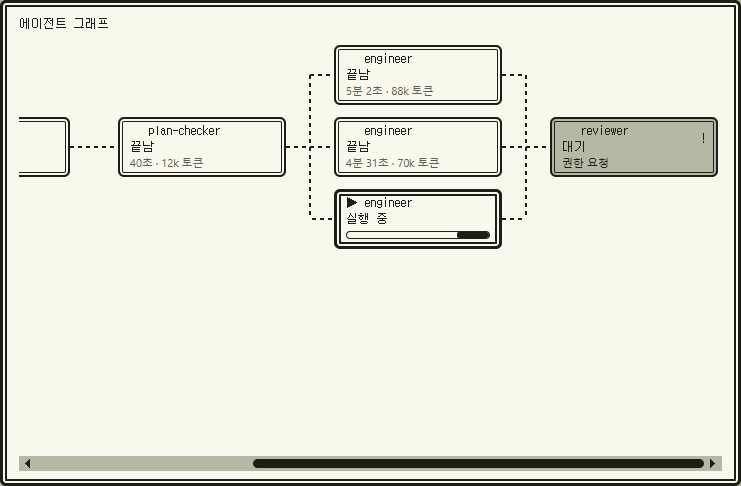 에이전트 그래프
engineer
끝남
5분 2초 · 88k 토큰
plan-checker
끝남
40초 · 12k 토큰
engineer
끝남
4분 31초 · 70k 토큰
reviewer
!
대기
권한 요청
▶ engineer
실행 중